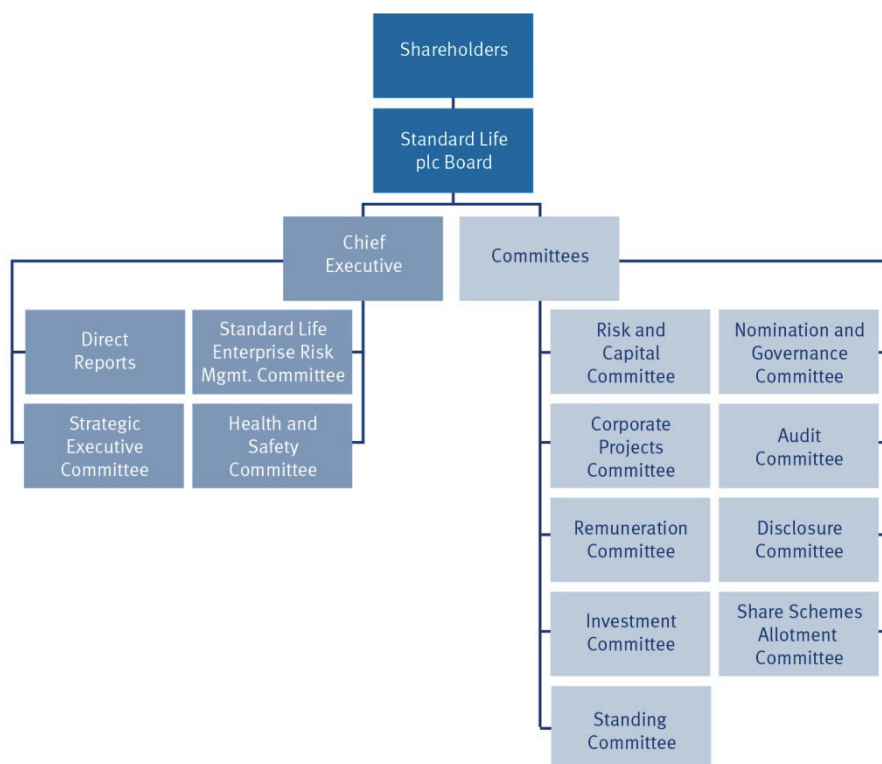 Shareholders
Standard Life
plc Board
Chief
Executive
Committees
Direct
Reports
Standard Life
Enterprise Risk
Mgmt. Committee
Strategic
Executive
Committee
Health and
Safety
Committee
Risk and
Capital
Committee
Nomination and
Governance
Committee
Corporate
Projects
Committee
Audit
Committee
Remuneration
Committee
Disclosure
Committee
Investment
Committee
Share Schemes
Allotment
Committee
Standing
Committee